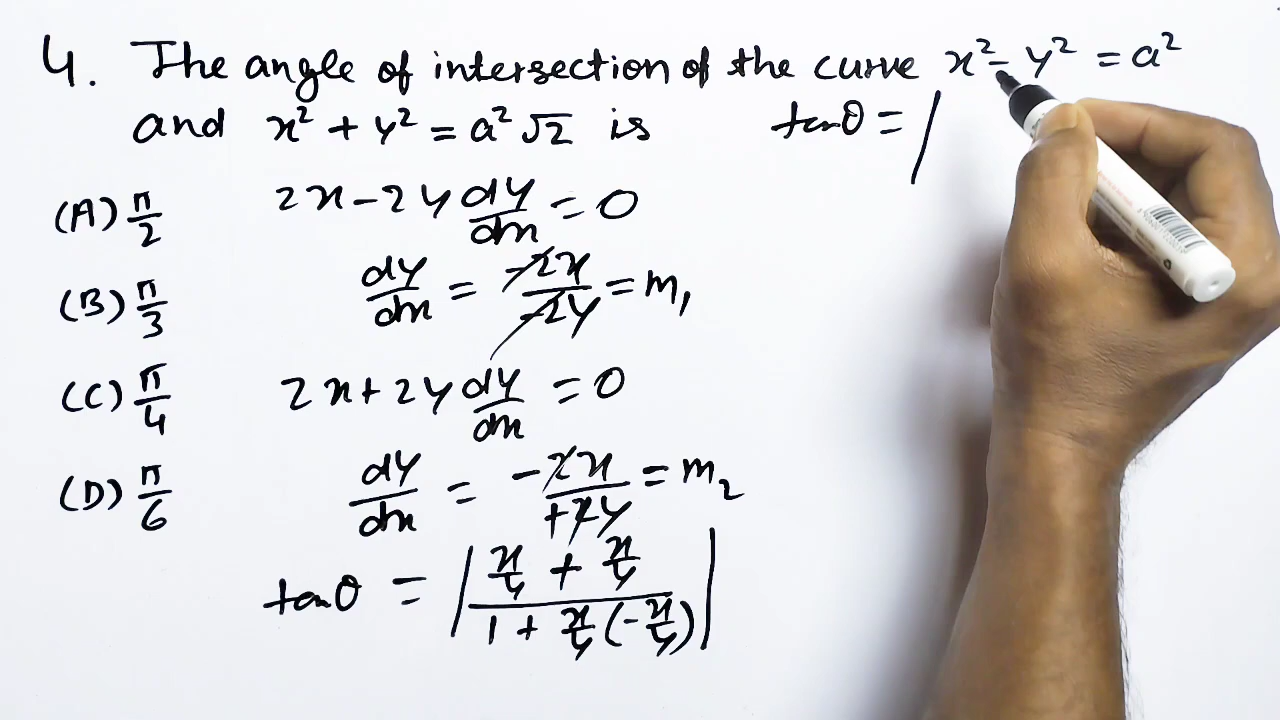 4. The angle of intersection of the curve x² - y² = a²
and x² + y² = a² √2 is
tanθ = |
(A) π/2
2x - 2y dy/dx = 0
(B) π/3
dy/dx = -2x/-2y = m₁
(C) π/4
2x + 2y dy/dx = 0
(D) π/6
dy/dx = -2x/+2y = m₂
tanθ = | (x/y + x/y)/(1 + x/y (-x/y)) |